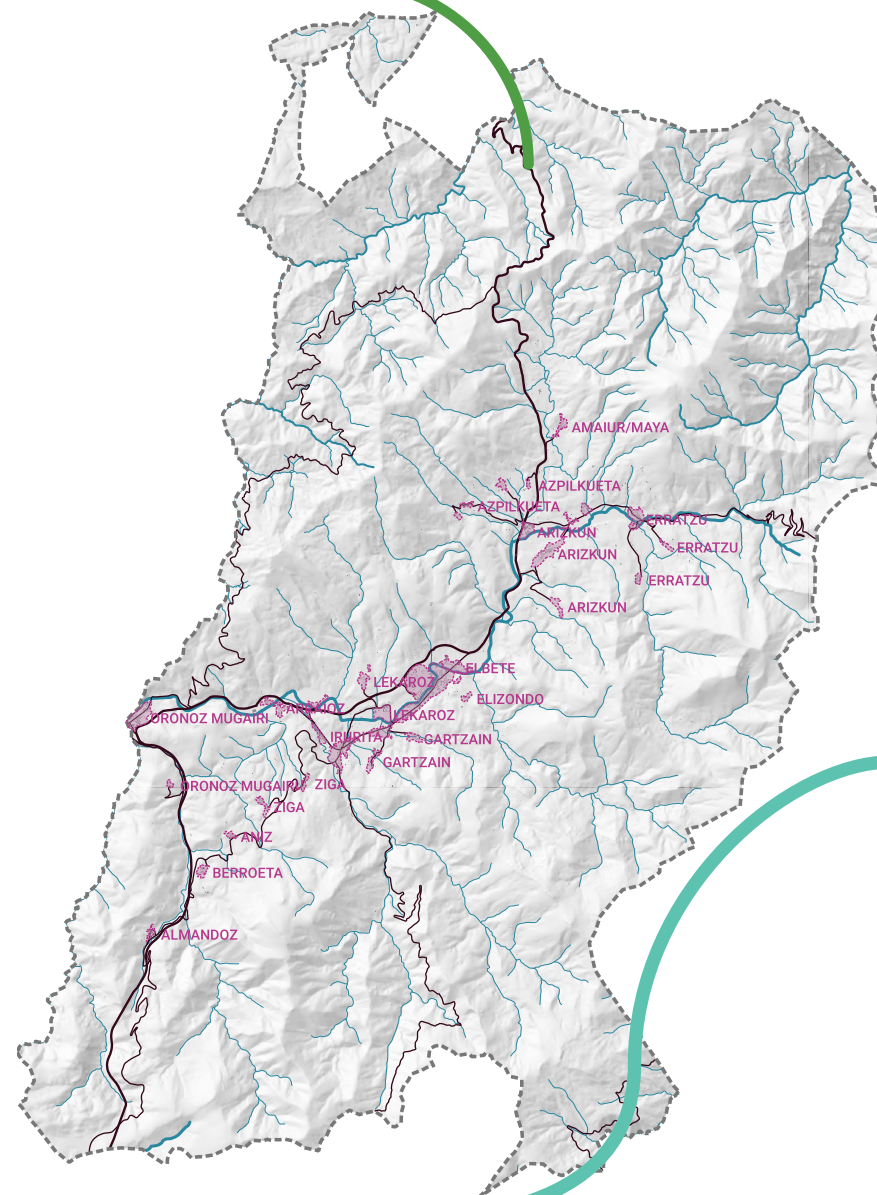 AMAIUR/MAYA
AZPILKUETA
AZPILKUETA
ERRATZU
ARIZKUN
ERRATZU
ARIZKUN
ERRATZU
ARIZKUN
ELBETE
LEKAROZ
ELIZONDO
ARRAIOZ
LEKAROZ
ORONOZ MUGAIRI
IRURITA
GARTZAIN
GARTZAIN
ORONOZ MUGAIRI
ZIGA
ZIGA
ANIZ
BERROETA
ALMANDOZ